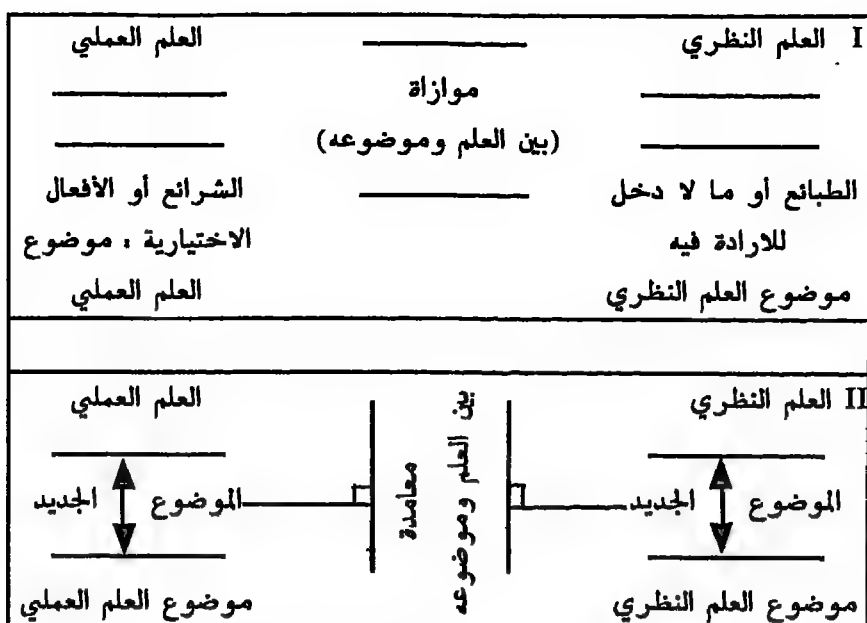 I العلم النظري
العلم العملي
موازاة
(بين العلم وموضوعه)
الطبائع أو ما لا دخل
للارادة فيه
موضوع العلم النظري
الشرائع أو الأفعال
الاختيارية : موضوع
العلم العملي
II العلم النظري
العلم العملي
الموضوع الجديد
معامدة
بين العلم وموضوعه
الموضوع الجديد
موضوع العلم النظري
موضوع العلم العملي